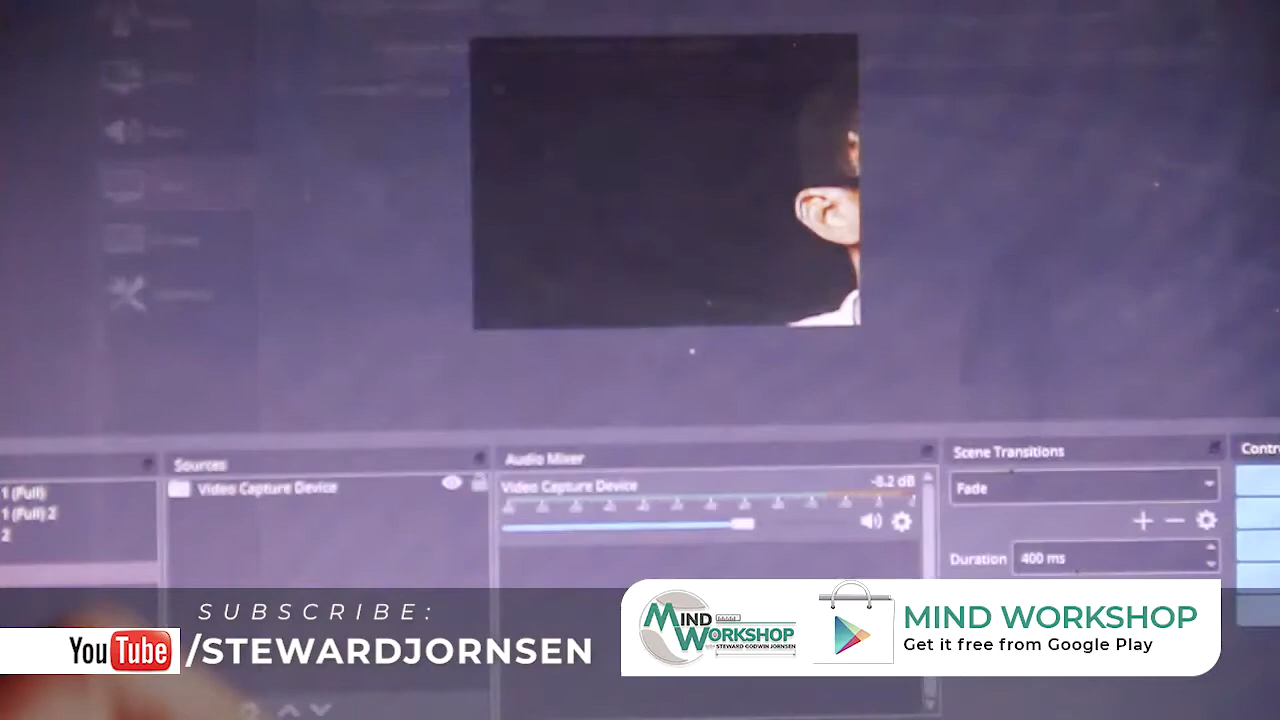 Sources
Audio Mixer
Scene Transitions
1 (Full)
1 (Full) 2
2
Video Capture Device
Video Capture Device
-8.2 dB
Fade
Duration
400 ms
SUBSCRIBE:
YouTube /STEWARDJORNSEN
MIND WORKSHOP
STEWARD GODWIN JORNSEN
MIND WORKSHOP
Get it free from Google Play